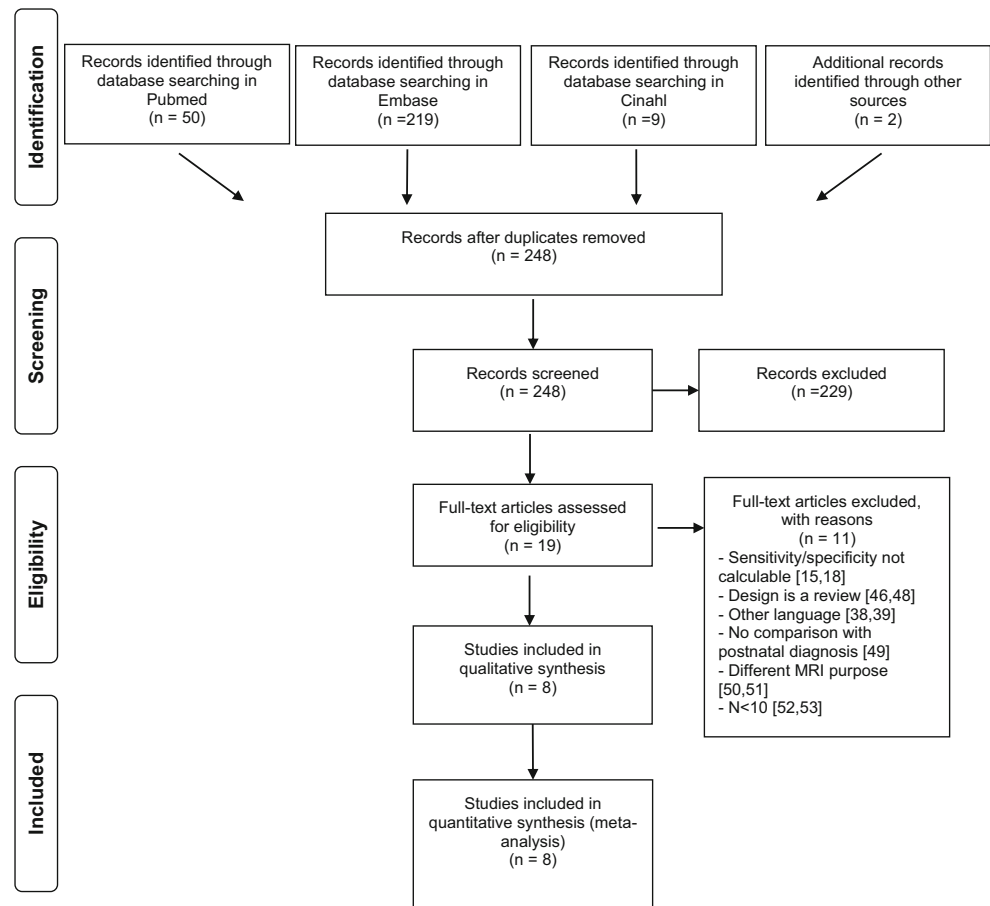 Identification
Records identified through
database searching in
Pubmed
(n = 50)
Records identified through
database searching in
Embase
(n =219)
Records identified through
database searching in
Cinahl
(n =9)
Additional records
identified through other
sources
(n = 2)
Screening
Records after duplicates removed
(n = 248)
Records screened
(n = 248)
Records excluded
(n =229)
Eligibility
Full-text articles assessed
for eligibility
(n = 19)
Full-text articles excluded,
with reasons
(n = 11)
- Sensitivity/specificity not
calculable [15,18]
- Design is a review [46,48]
- Other language [38,39]
- No comparison with
postnatal diagnosis [49]
- Different MRI purpose
[50,51]
- N<10 [52,53]
Studies included in
qualitative synthesis
(n = 8)
Included
Studies included in
quantitative synthesis (meta-
analysis)
(n = 8)